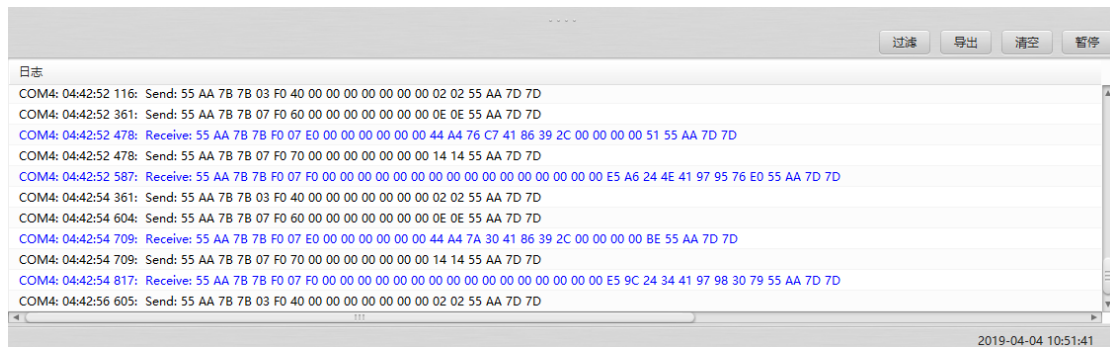 过滤 导出 清空 暂停
日志
COM4: 04:42:52 116: Send: 55 AA 7B 7B 03 F0 40 00 00 00 00 00 00 00 02 02 55 AA 7D 7D
COM4: 04:42:52 361: Send: 55 AA 7B 7B 07 F0 60 00 00 00 00 00 00 00 0E 0E 55 AA 7D 7D
COM4: 04:42:52 478: Receive: 55 AA 7B 7B F0 07 E0 00 00 00 00 00 00 44 A4 76 C7 41 86 39 2C 00 00 00 00 51 55 AA 7D 7D
COM4: 04:42:52 478: Send: 55 AA 7B 7B 07 F0 70 00 00 00 00 00 00 00 14 14 55 AA 7D 7D
COM4: 04:42:52 587: Receive: 55 AA 7B 7B F0 07 F0 00 00 00 00 00 00 00 00 00 00 00 00 00 00 00 E5 A6 24 4E 41 97 95 76 E0 55 AA 7D 7D
COM4: 04:42:54 361: Send: 55 AA 7B 7B 03 F0 40 00 00 00 00 00 00 00 02 02 55 AA 7D 7D
COM4: 04:42:54 604: Send: 55 AA 7B 7B 07 F0 60 00 00 00 00 00 00 00 0E 0E 55 AA 7D 7D
COM4: 04:42:54 709: Receive: 55 AA 7B 7B F0 07 E0 00 00 00 00 00 00 44 A4 7A 30 41 86 39 2C 00 00 00 00 BE 55 AA 7D 7D
COM4: 04:42:54 709: Send: 55 AA 7B 7B 07 F0 70 00 00 00 00 00 00 00 14 14 55 AA 7D 7D
COM4: 04:42:54 817: Receive: 55 AA 7B 7B F0 07 F0 00 00 00 00 00 00 00 00 00 00 00 00 00 00 00 E5 9C 24 34 41 97 98 30 79 55 AA 7D 7D
COM4: 04:42:56 605: Send: 55 AA 7B 7B 03 F0 40 00 00 00 00 00 00 00 02 02 55 AA 7D 7D
2019-04-04 10:51:41